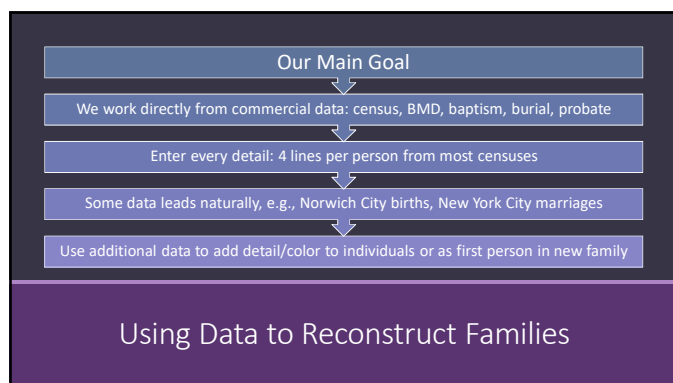 Our Main Goal
We work directly from commercial data: census, BMD, baptism, burial, probate
Enter every detail: 4 lines per person from most censuses
Some data leads naturally, e.g., Norwich City births, New York City marriages
Use additional data to add detail/color to individuals or as first person in new family
Using Data to Reconstruct Families